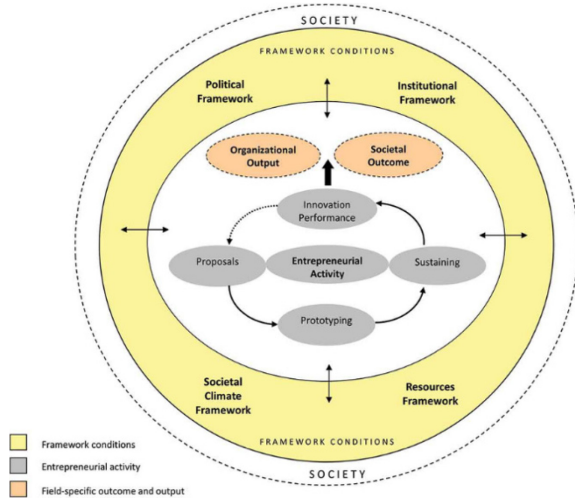 SOCIETY
FRAMEWORK CONDITIONS
Political
Framework
Institutional
Framework
Organizational
Output
Societal
Outcome
Innovation
Performance
Proposals
Entrepreneurial
Activity
Sustaining
Prototyping
Societal
Climate
Framework
Resources
Framework
FRAMEWORK CONDITIONS
SOCIETY
Framework conditions
Entrepreneurial activity
Field-specific outcome and output